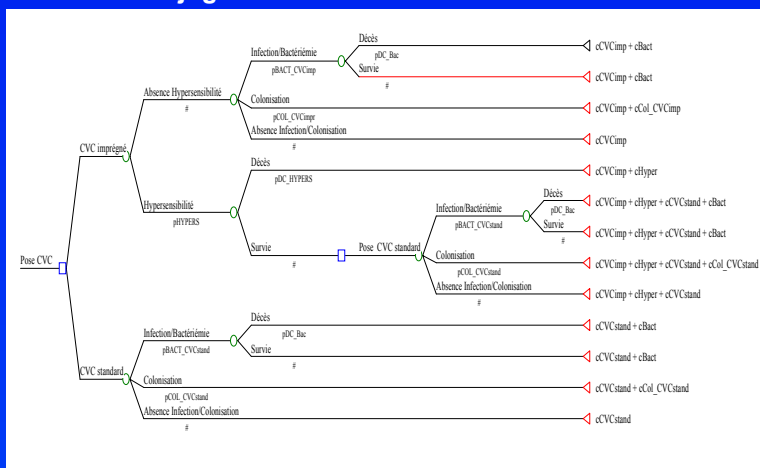 Décès
cCVCimp + cBact
Infection/Bactériémie
pDC_Bac
pBACT_CVCimp
Survie
cCVCimp + cBact
#
Absence Hypersensibilité
Colonisation
cCVCimp + cCol_CVCimp
#
pCOL_CVCimpr
Absence Infection/Colonisation
cCVCimp
#
CVC imprégné
Décès
cCVCimp + cHyper
pDC_HYPERS
Hypersensibilité
pHYPERS
Décès
cCVCimp + cHyper + cCVCstand + cBact
Infection/Bactériémie
pDC_Bac
pBACT_CVCstand
Survie
cCVCimp + cHyper + cCVCstand + cBact
#
Survie
#
Pose CVC standard
Colonisation
cCVCimp + cHyper + cCVCstand + cCol_CVCstand
pCOL_CVCstand
Absence Infection/Colonisation
cCVCimp + cHyper + cCVCstand
#
Pose CVC
Décès
cCVCstand + cBact
Infection/Bactériémie
pDC_Bac
pBACT_CVCstand
Survie
cCVCstand + cBact
#
CVC standard
Colonisation
cCVCstand + cCol_CVCstand
pCOL_CVCstand
Absence Infection/Colonisation
cCVCstand
#